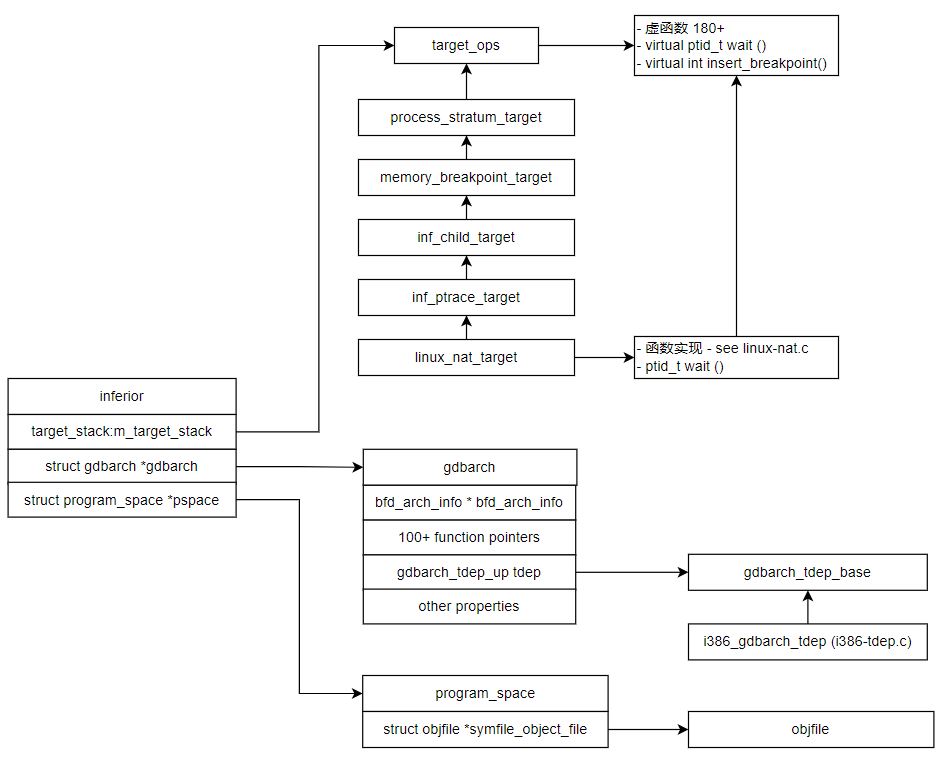 target_ops
- 虚函数 180+
- virtual ptid_t wait ()
- virtual int insert_breakpoint()
process_stratum_target
memory_breakpoint_target
inf_child_target
inf_ptrace_target
linux_nat_target
- 函数实现 - see linux-nat.c
- ptid_t wait ()
inferior
target_stack:m_target_stack
struct gdbarch *gdbarch
struct program_space *pspace
gdbarch
bfd_arch_info * bfd_arch_info
100+ function pointers
gdbarch_tdep_up tdep
other properties
gdbarch_tdep_base
i386_gdbarch_tdep (i386-tdep.c)
program_space
struct objfile *symfile_object_file
objfile